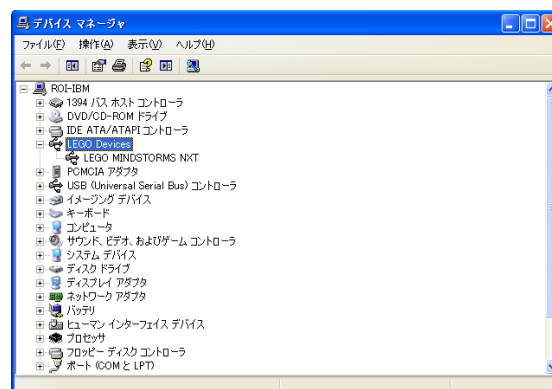 デバイス マネージャ
ファイル(F) 操作(A) 表示(V) ヘルプ(H)
ROI-IBM
1394 バス ホスト コントローラ
DVD/CD-ROM ドライブ
IDE ATA/ATAPI コントローラ
LEGO Devices
LEGO MINDSTORMS NXT
PCMCIA アダプタ
USB (Universal Serial Bus) コントローラ
イメージング デバイス
キーボード
コンピュータ
サウンド、ビデオ、およびゲーム コントローラ
システム デバイス
ディスク ドライブ
ディスプレイ アダプタ
ネットワーク アダプタ
バッテリ
ヒューマン インターフェイス デバイス
プロセッサ
フロッピー ディスク コントローラ
ポート (COM と LPT)